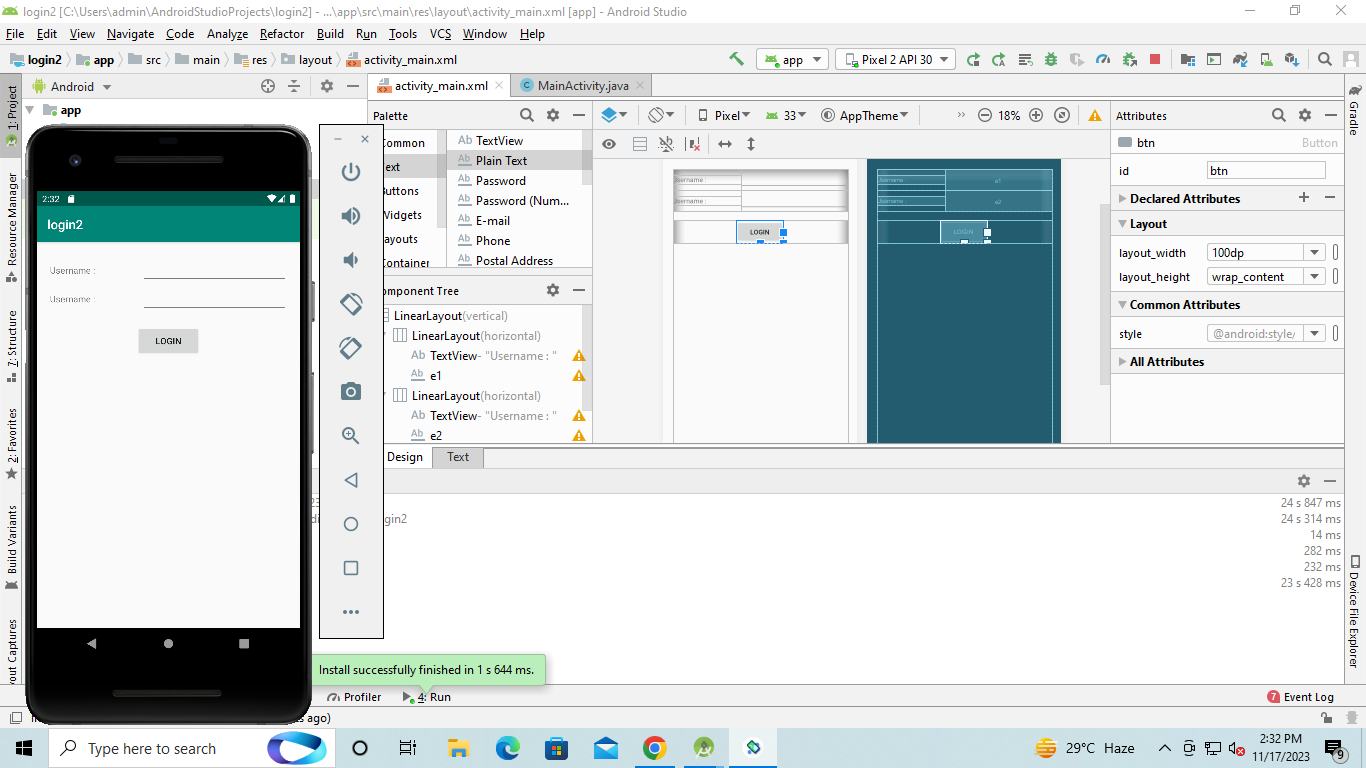 login2 [C:\Users\admin\AndroidStudioProjects\login2] - ...\app\src\main\res\layout\activity_main.xml [app] - Android Studio
File Edit View Navigate Code Analyze Refactor Build Run Tools VCS Window Help
login2 app src main res layout activity_main.xml
app Pixel 2 API 30
1: Project
Resource Manager
7: Structure
2: Favorites
Build Variants
Android
app
activity_main.xml MainActivity.java
Palette
Common
Text
Buttons
Widgets
Layouts
Container
TextView
Plain Text
Password
Password (Num...
E-mail
Phone
Postal Address
Component Tree
LinearLayout(vertical)
LinearLayout(horizontal)
TextView- "Username : "
e1
LinearLayout(horizontal)
TextView- "Username : "
e2
Pixel 33 AppTheme 18%
Username :
Username :
LOGIN
Username :
e1
Username :
e2
LOGIN
Attributes
btn Button
id btn
Declared Attributes
Layout
layout_width 100dp
layout_height wrap_content
Common Attributes
style @android:style/
All Attributes
Gradle
Device File Explorer
Design Text
24 s 847 ms
24 s 314 ms
14 ms
282 ms
232 ms
23 s 428 ms
2:32
login2
Username :
Username :
LOGIN
Install successfully finished in 1 s 644 ms.
Profiler 4: Run
7 Event Log
ts ago)
Type here to search
29°C Haze
2:32 PM
11/17/2023
9